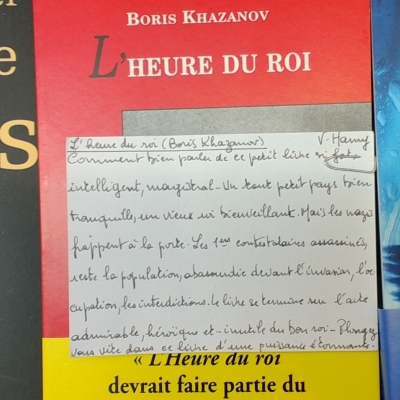 er
e
s
BORIS KHAZANOV
L'HEURE DU ROI
L'heure du roi (Boris Khazanov) V. Hamy
Comment bien parler de ce petit livre si
intelligent, magistral. Un tout petit pays bien
tranquille, un vieux roi bienveillant. Mais les nazis
frappent à la porte. Les 1ers contestataires assassinés,
reste la population, abasourdie devant l'invasion, l'oc-
cupation, les interdictions. Le livre se termine sur l'acte
admirable, héroïque et - inutile du bon roi - Plongez
vous vite dans ce livre d'une puissance étonnante.
« L'Heure du roi
devrait faire partie du